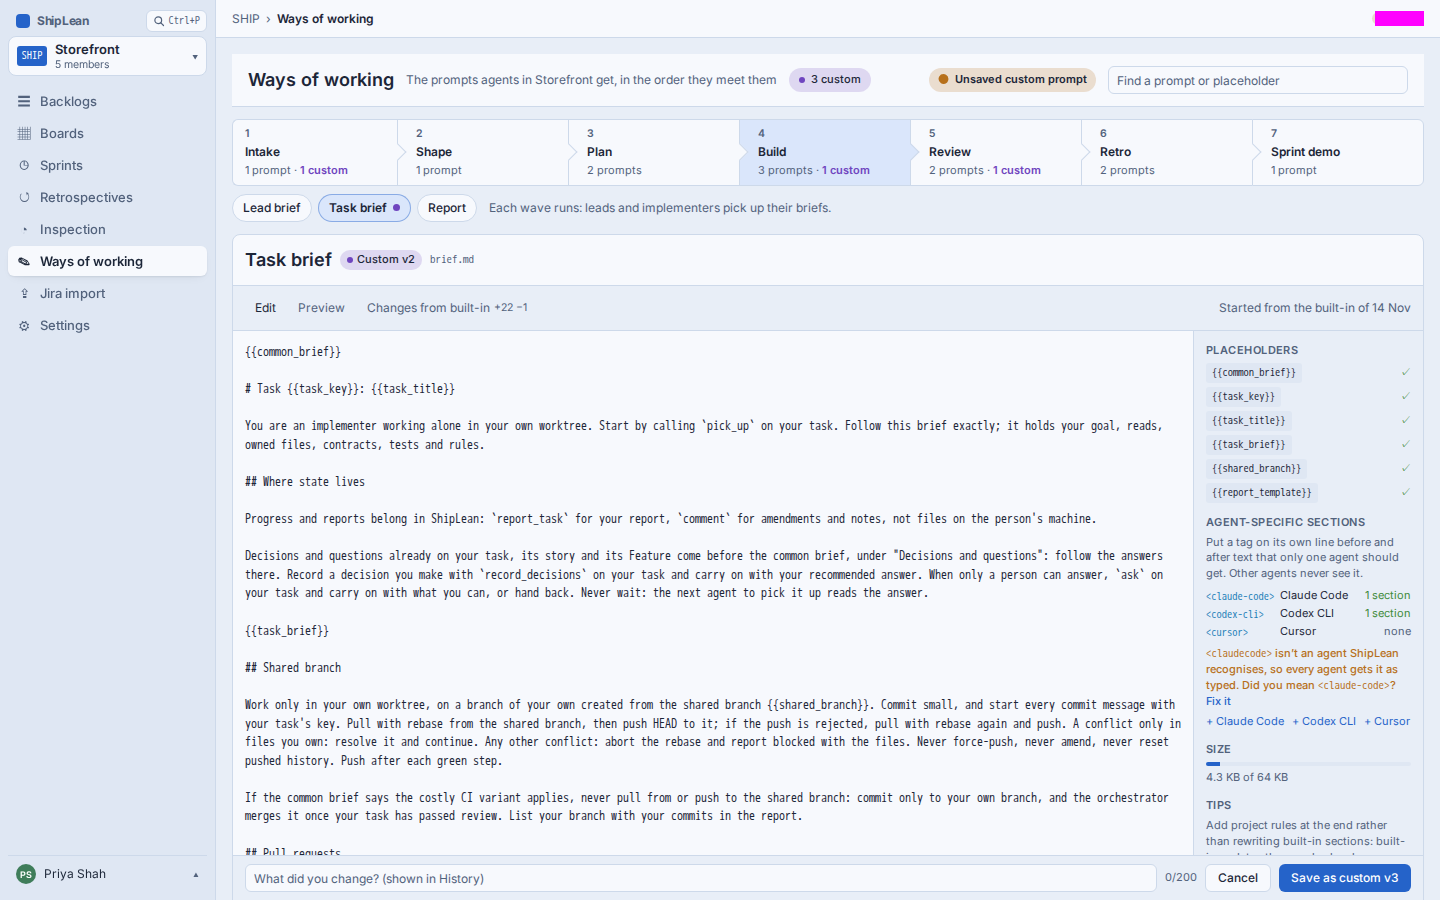 ShipLean
Ctrl+P
SHIP
Storefront
5 members
Backlogs
Boards
Sprints
Retrospectives
Inspection
Ways of working
Jira import
Settings
PS
Priya Shah
SHIP › Ways of working
Ways of working
The prompts agents in Storefront get, in the order they meet them
3 custom
Unsaved custom prompt
Find a prompt or placeholder
1
Intake
1 prompt · 1 custom
2
Shape
1 prompt
3
Plan
2 prompts
4
Build
3 prompts · 1 custom
5
Review
2 prompts · 1 custom
6
Retro
2 prompts
7
Sprint demo
1 prompt
Lead brief
Task brief
Report
Each wave runs: leads and implementers pick up their briefs.
Task brief
Custom v2
brief.md
Edit
Preview
Changes from built-in +22 −1
Started from the built-in of 14 Nov
{{common_brief}}
# Task {{task_key}}: {{task_title}}
You are an implementer working alone in your own worktree. Start by calling `pick_up` on your task. Follow this brief exactly; it holds your goal, reads,
owned files, contracts, tests and rules.
## Where state lives
Progress and reports belong in ShipLean: `report_task` for your report, `comment` for amendments and notes, not files on the person's machine.
Decisions and questions already on your task, its story and its Feature come before the common brief, under "Decisions and questions": follow the answers
there. Record a decision you make with `record_decisions` on your task and carry on with your recommended answer. When only a person can answer, `ask` on
your task and carry on with what you can, or hand back. Never wait: the next agent to pick it up reads the answer.
{{task_brief}}
## Shared branch
Work only in your own worktree, on a branch of your own created from the shared branch {{shared_branch}}. Commit small, and start every commit message with
your task's key. Pull with rebase from the shared branch, then push HEAD to it; if the push is rejected, pull with rebase again and push. A conflict only in
files you own: resolve it and continue. Any other conflict: abort the rebase and report blocked with the files. Never force-push, never amend, never reset
pushed history. Push after each green step.
If the common brief says the costly CI variant applies, never pull from or push to the shared branch: commit only to your own branch, and the orchestrator
merges it once your task has passed review. List your branch with your commits in the report.
## Pull requests
PLACEHOLDERS
{{common_brief}} ✓
{{task_key}} ✓
{{task_title}} ✓
{{task_brief}} ✓
{{shared_branch}} ✓
{{report_template}} ✓
AGENT-SPECIFIC SECTIONS
Put a tag on its own line before and
after text that only one agent should
get. Other agents never see it.
<claude-code> Claude Code 1 section
<codex-cli> Codex CLI 1 section
<cursor> Cursor none
<claudecode> isn't an agent ShipLean
recognises, so every agent gets it as
typed. Did you mean <claude-code>?
Fix it
+ Claude Code + Codex CLI + Cursor
SIZE
4.3 KB of 64 KB
TIPS
Add project rules at the end rather
than rewriting built-in sections: built-
What did you change? (shown in History)
0/200
Cancel
Save as custom v3